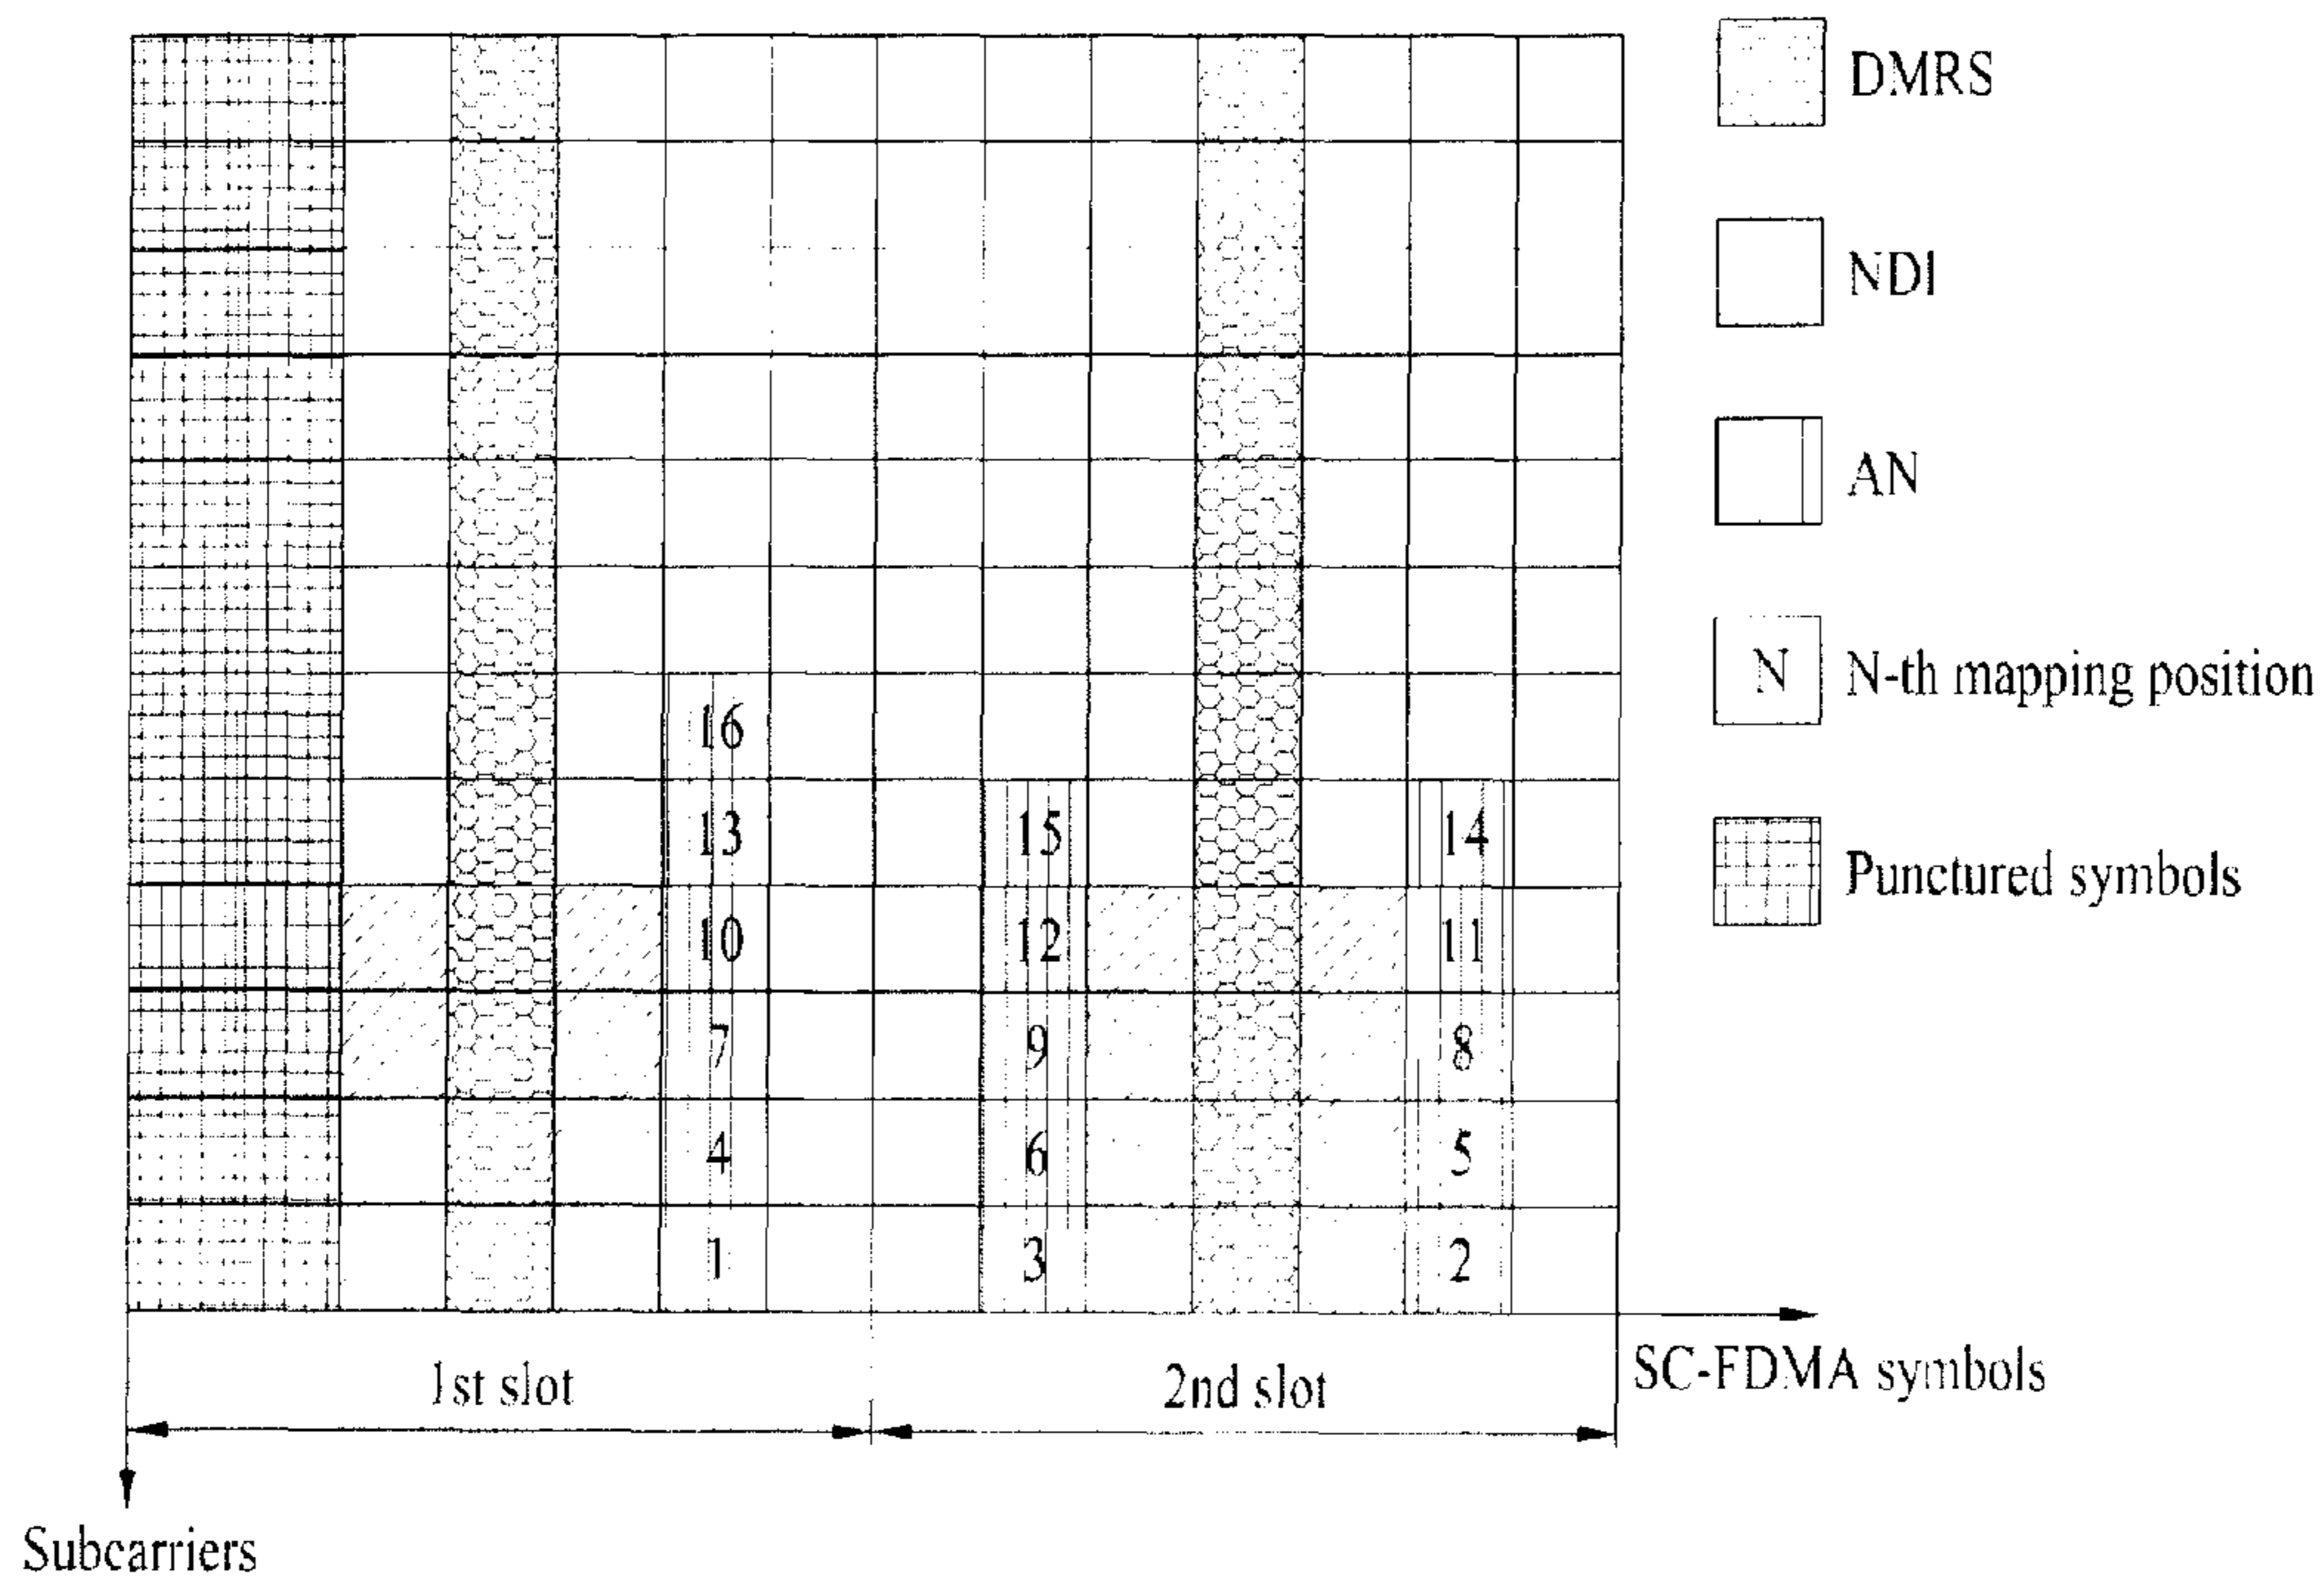 DMRS
NDI
AN
N N-th mapping position
Punctured symbols
16
13 15 14
10 12 11
7 9 8
4 6 5
1 3 2
1st slot 2nd slot SC-FDMA symbols
Subcarriers